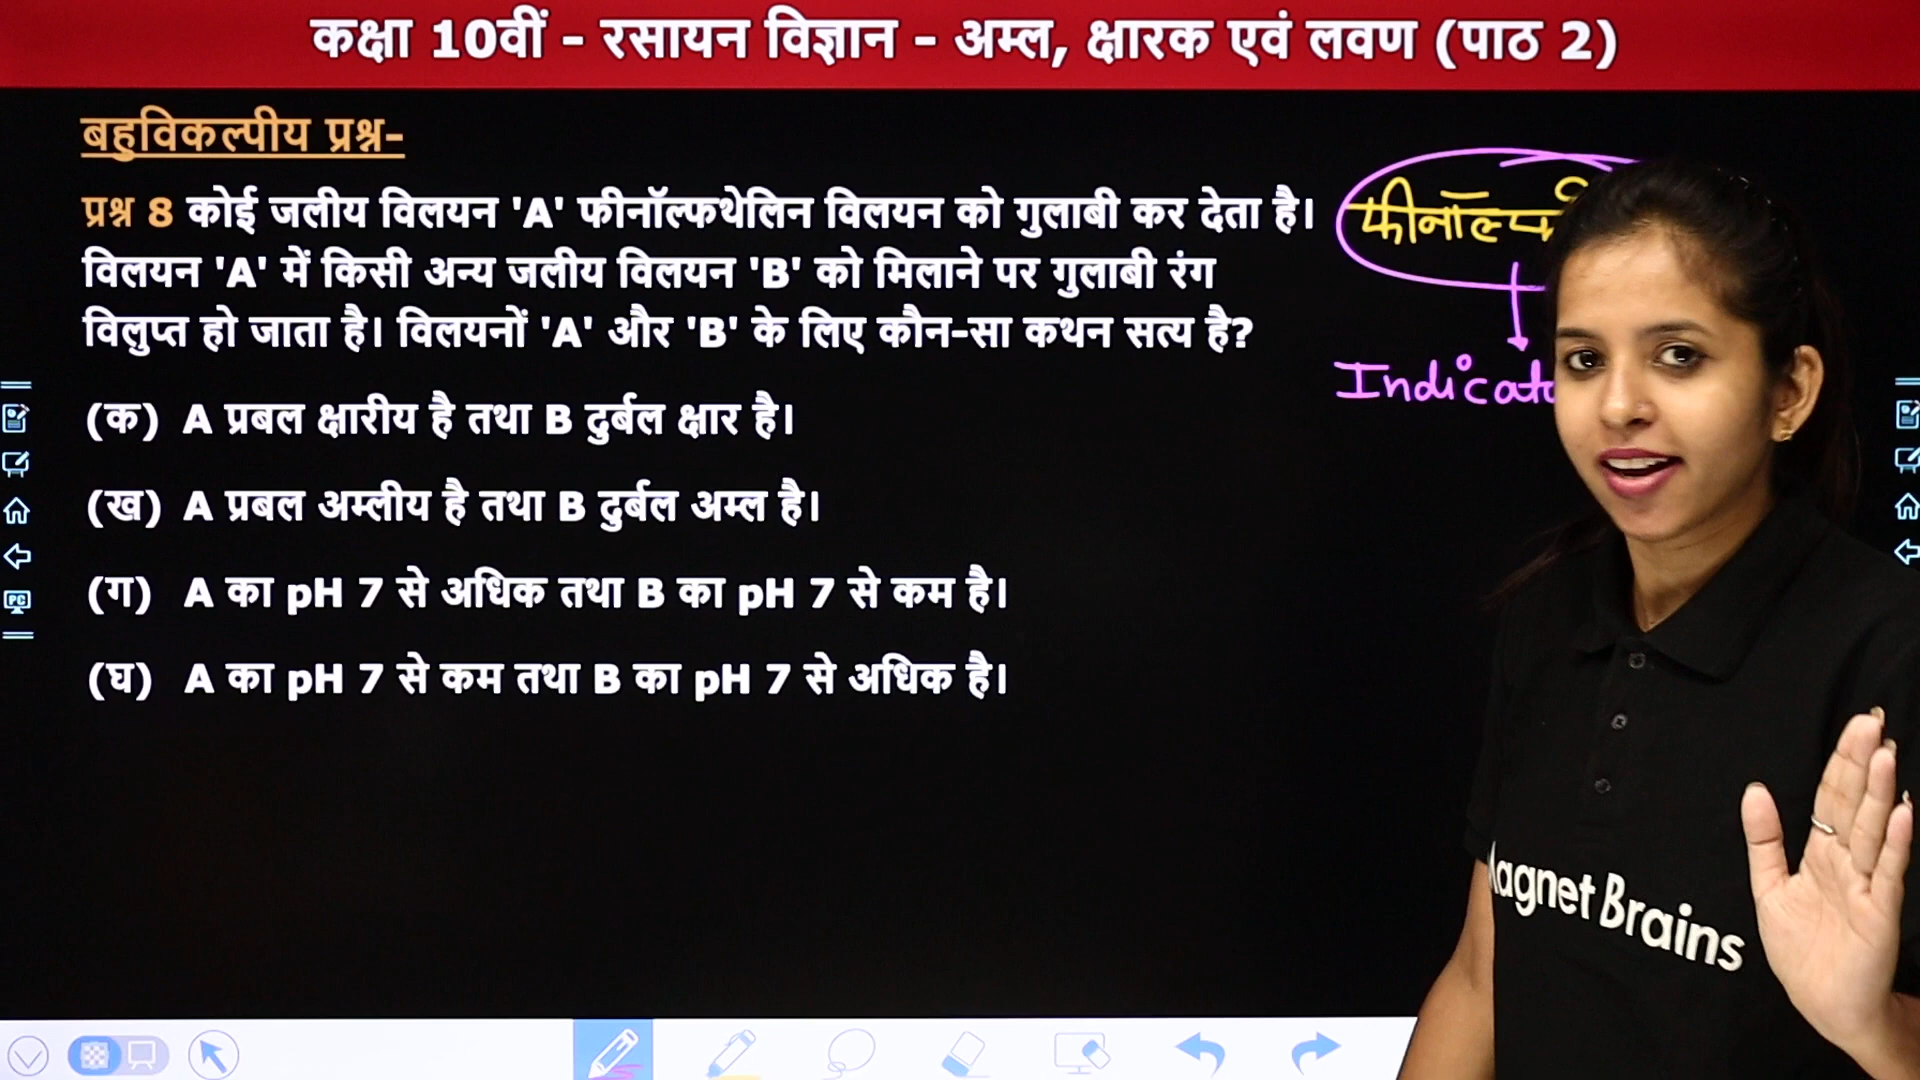 कक्षा 10वीं - रसायन विज्ञान - अम्ल, क्षारक एवं लवण (पाठ 2)
बहुविकल्पीय प्रश्न-
प्रश्न 8 कोई जलीय विलयन 'A' फीनॉल्फथेलिन विलयन को गुलाबी कर देता है।
विलयन 'A' में किसी अन्य जलीय विलयन 'B' को मिलाने पर गुलाबी रंग
विलुप्त हो जाता है। विलयनों 'A' और 'B' के लिए कौन-सा कथन सत्य है?
(क) A प्रबल क्षारीय है तथा B दुर्बल क्षार है।
(ख) A प्रबल अम्लीय है तथा B दुर्बल अम्ल है।
(ग) A का pH 7 से अधिक तथा B का pH 7 से कम है।
(घ) A का pH 7 से कम तथा B का pH 7 से अधिक है।
PC
agnet Brains